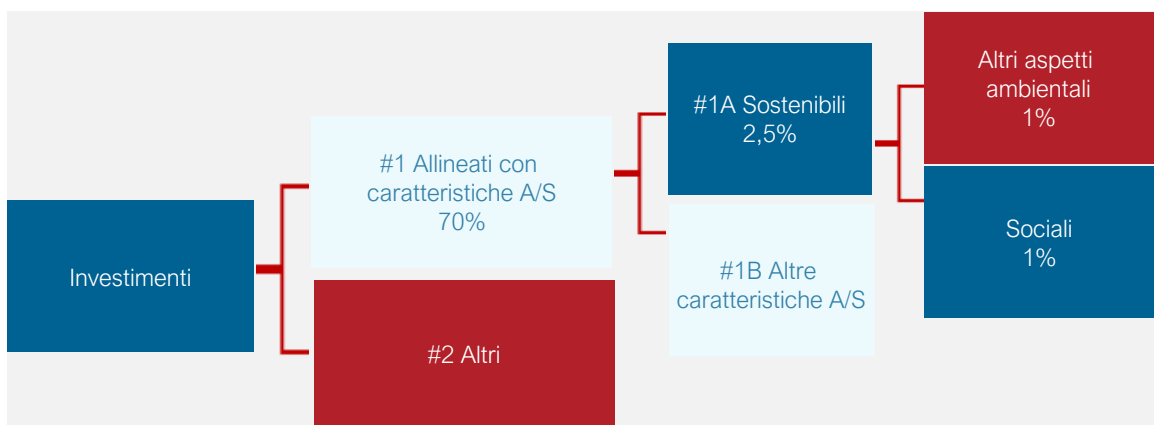 Investimenti
#1 Allineati con
caratteristiche A/S
70%
#2 Altri
#1A Sostenibili
2,5%
#1B Altre
caratteristiche A/S
Altri aspetti
ambientali
1%
Sociali
1%